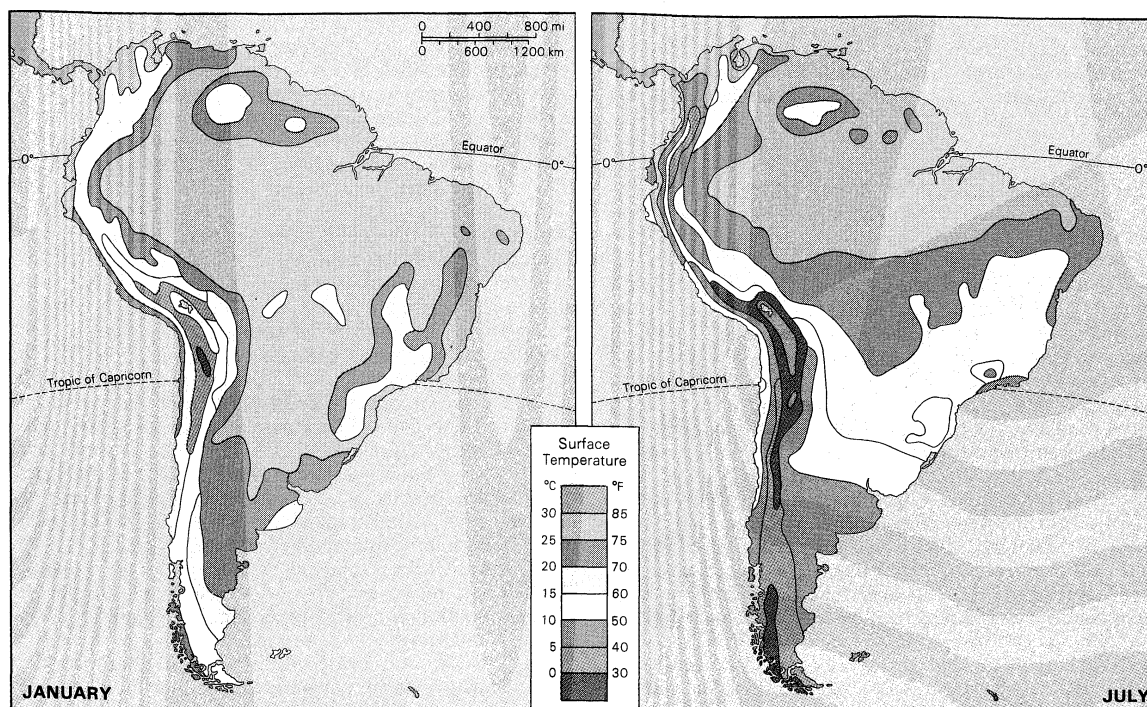 0 400 800 mi
0 600 1200 km
0°
Equator
0°
Tropic of Capricorn
JANUARY
Equator
0°
Tropic of Capricorn
JULY
Surface
Temperature
°C °F
30 85
25 75
20 70
15 60
10 50
5 40
0 30